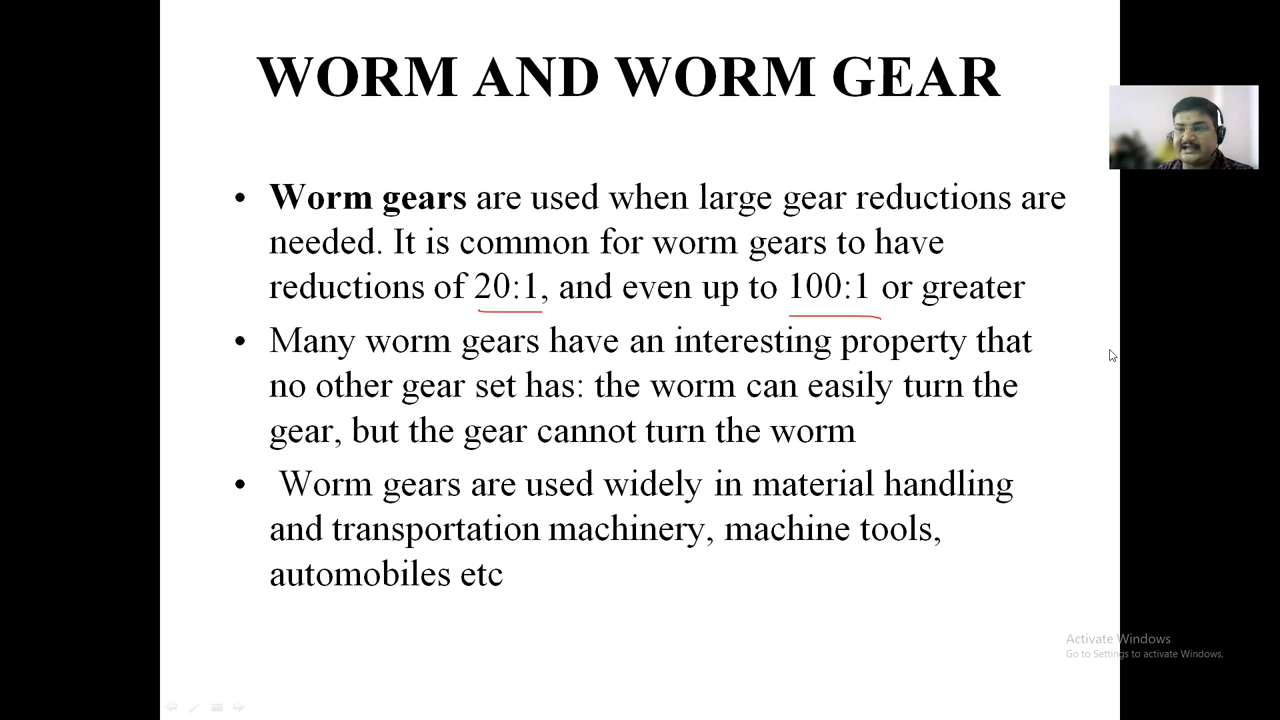 WORM AND WORM GEAR
• Worm gears are used when large gear reductions are
needed. It is common for worm gears to have
reductions of 20:1, and even up to 100:1 or greater
• Many worm gears have an interesting property that
no other gear set has: the worm can easily turn the
gear, but the gear cannot turn the worm
• Worm gears are used widely in material handling
and transportation machinery, machine tools,
automobiles etc
Activate Windows
Go to Settings to activate Windows.